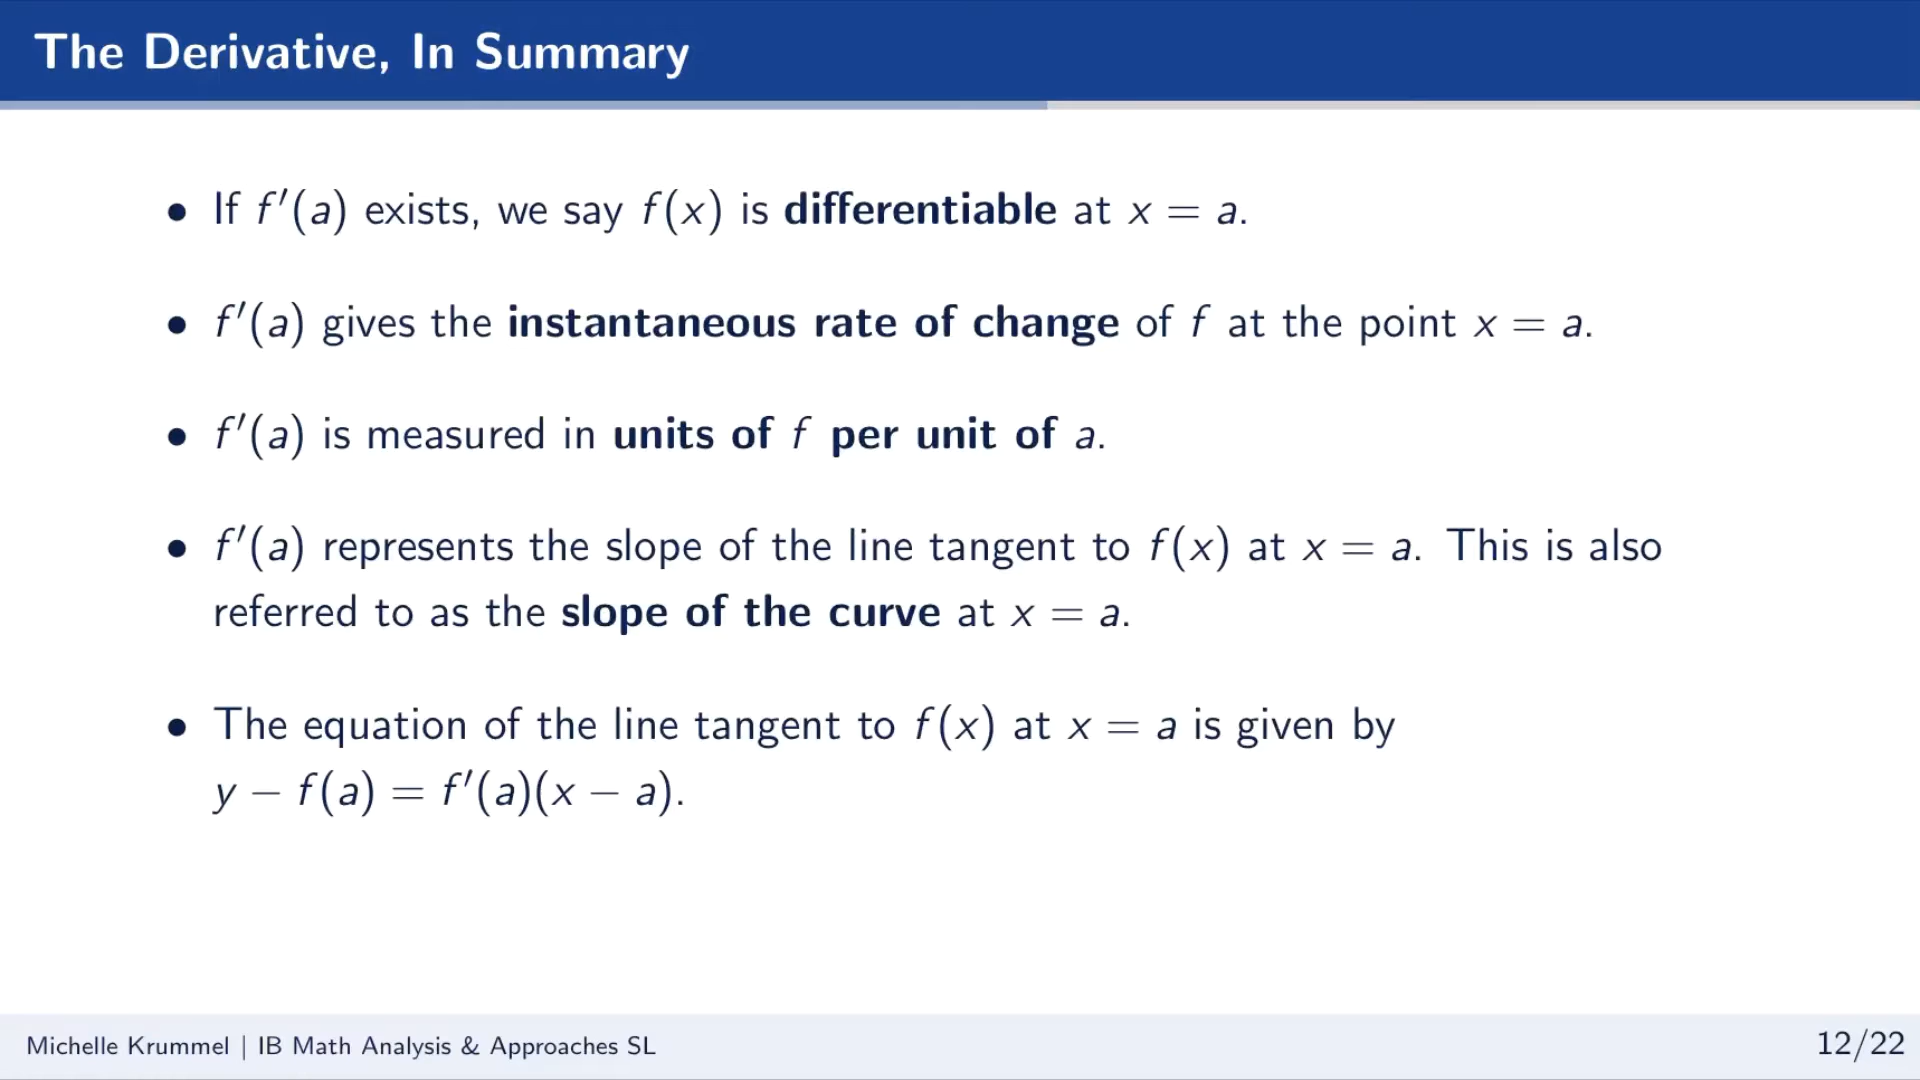 The Derivative, In Summary
• If f′(a) exists, we say f(x) is differentiable at x = a.
• f′(a) gives the instantaneous rate of change of f at the point x = a.
• f′(a) is measured in units of f per unit of a.
• f′(a) represents the slope of the line tangent to f(x) at x = a. This is also
referred to as the slope of the curve at x = a.
• The equation of the line tangent to f(x) at x = a is given by
y − f(a) = f′(a)(x − a).
Michelle Krummel | IB Math Analysis & Approaches SL
12/22